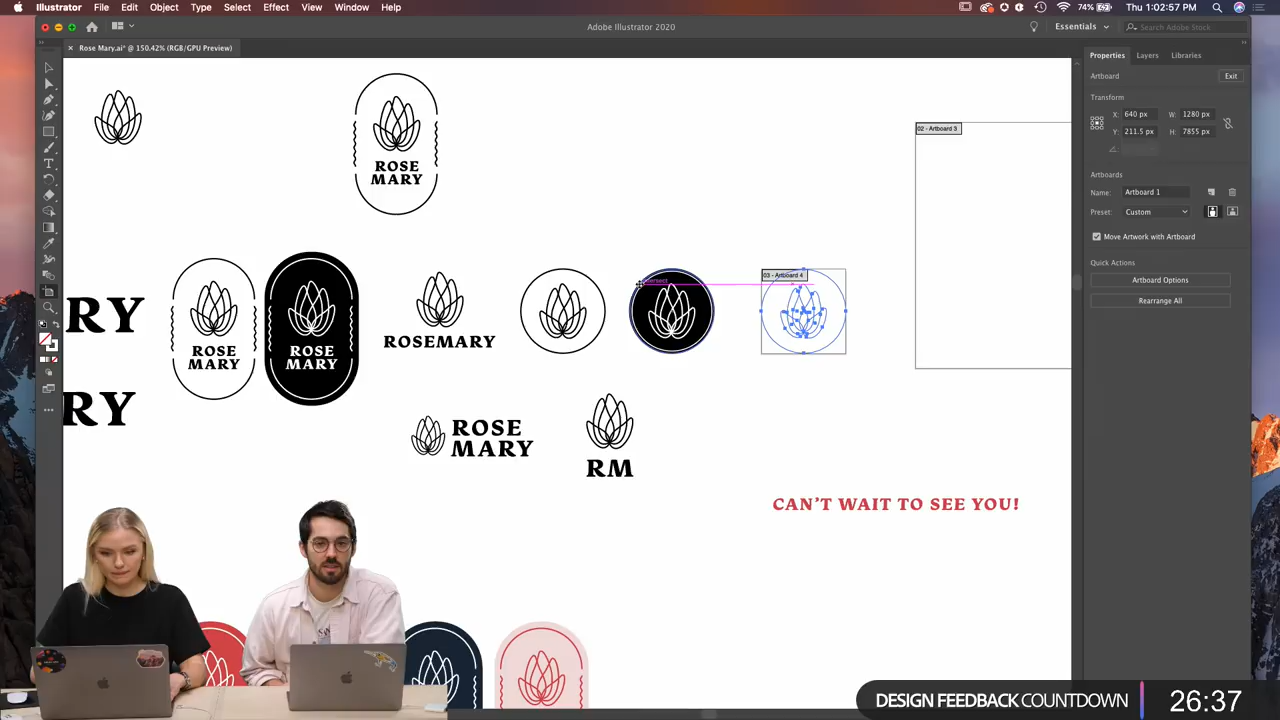 Illustrator File Edit Object Type Select Effect View Window Help
74% Thu 1:02:57 PM
Adobe Illustrator 2020
Essentials
Search Adobe Stock
× Rose Mary.ai* @ 150.42% (RGB/GPU Preview)
Properties Layers Libraries
Artboard Exit
Transform
X: 640 px W: 1280 px
Y: 211.5 px H: 7855 px
Artboards
Name: Artboard 1
Preset: Custom
Move Artwork with Artboard
Quick Actions
Artboard Options
Rearrange All
02 - Artboard 3
ROSE
MARY
03 - Artboard 4
intersect
RY
ROSE
MARY
ROSE
MARY
ROSEMARY
RY
ROSE
MARY
RM
CAN'T WAIT TO SEE YOU!
DESIGN FEEDBACK COUNTDOWN 26:37